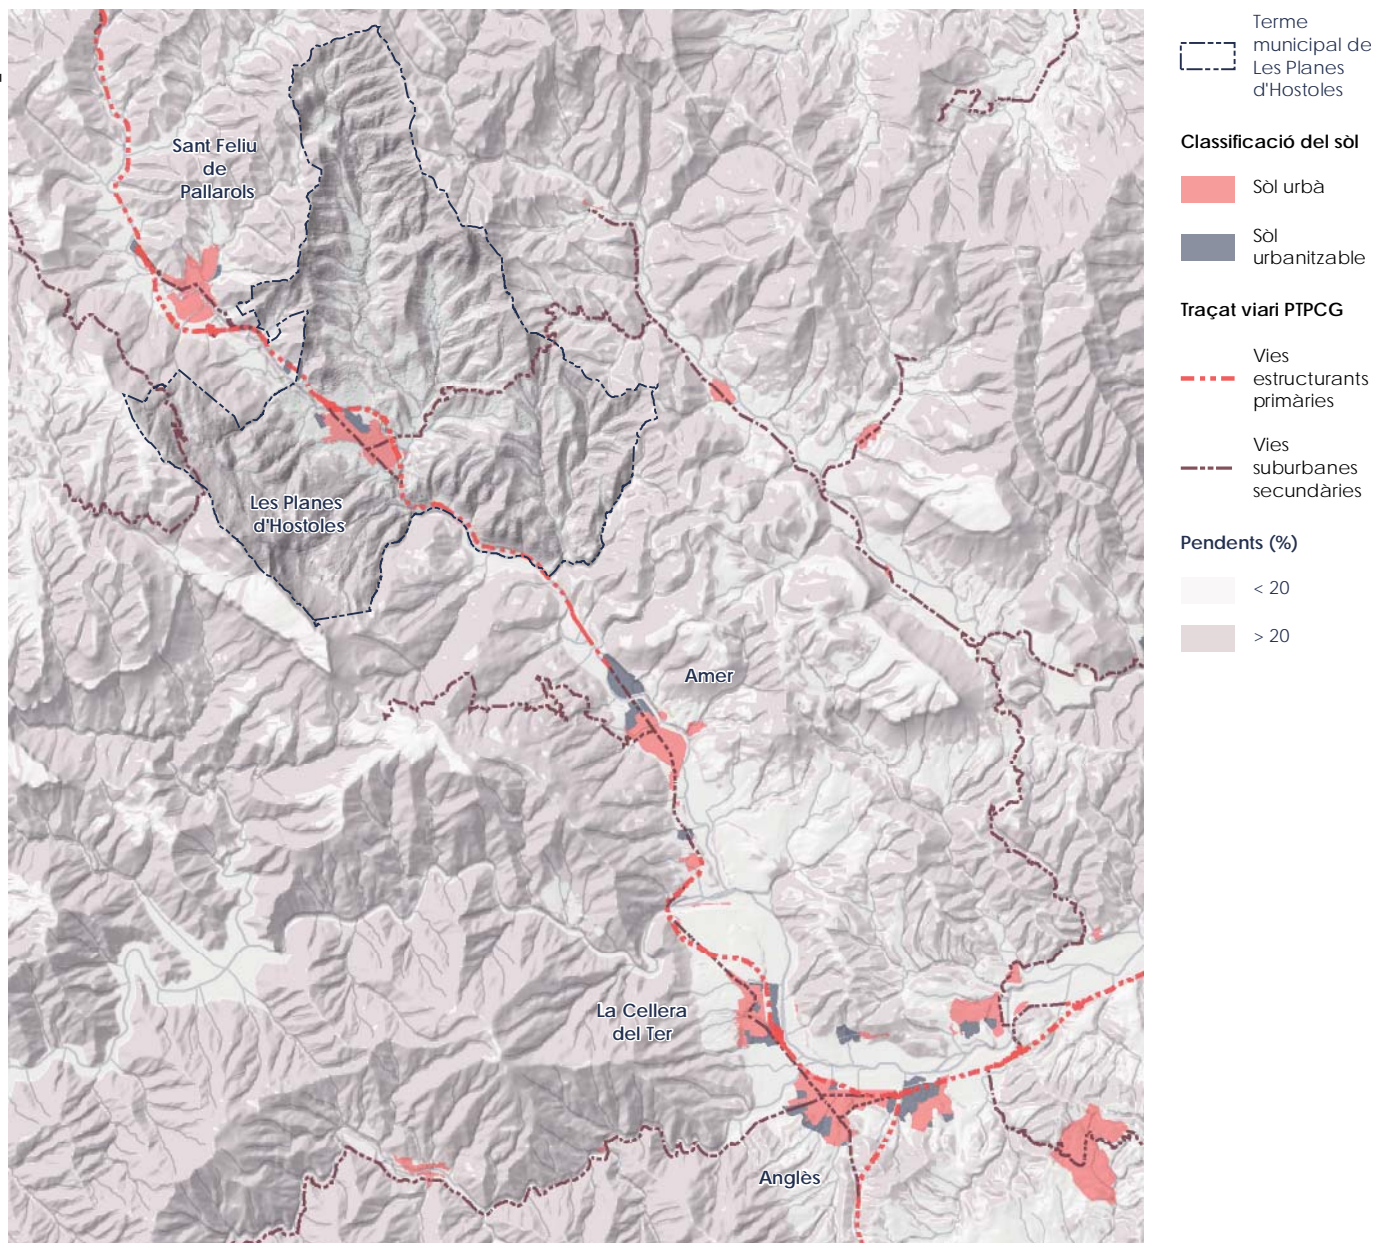 Sant Feliu
de
Pallarols
Les Planes
d'Hostoles
Amer
La Cellera
del Ter
Anglès
Terme
municipal de
Les Planes
d'Hostoles
Classificació del sòl
Sòl urbà
Sòl
urbanitzable
Traçat viari PTPCG
Vies
estructurants
primàries
Vies
suburbanes
secundàries
Pendents (%)
< 20
> 20